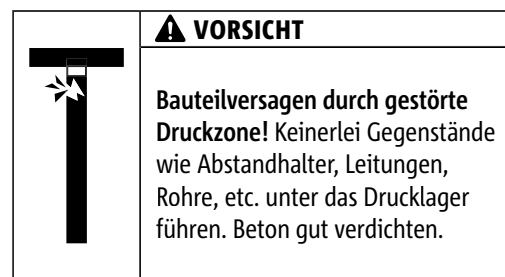 VORSICHT
Bauteilversagen durch gestörte
Druckzone! Keinerlei Gegenstände
wie Abstandhalter, Leitungen,
Rohre, etc. unter das Drucklager
führen. Beton gut verdichten.